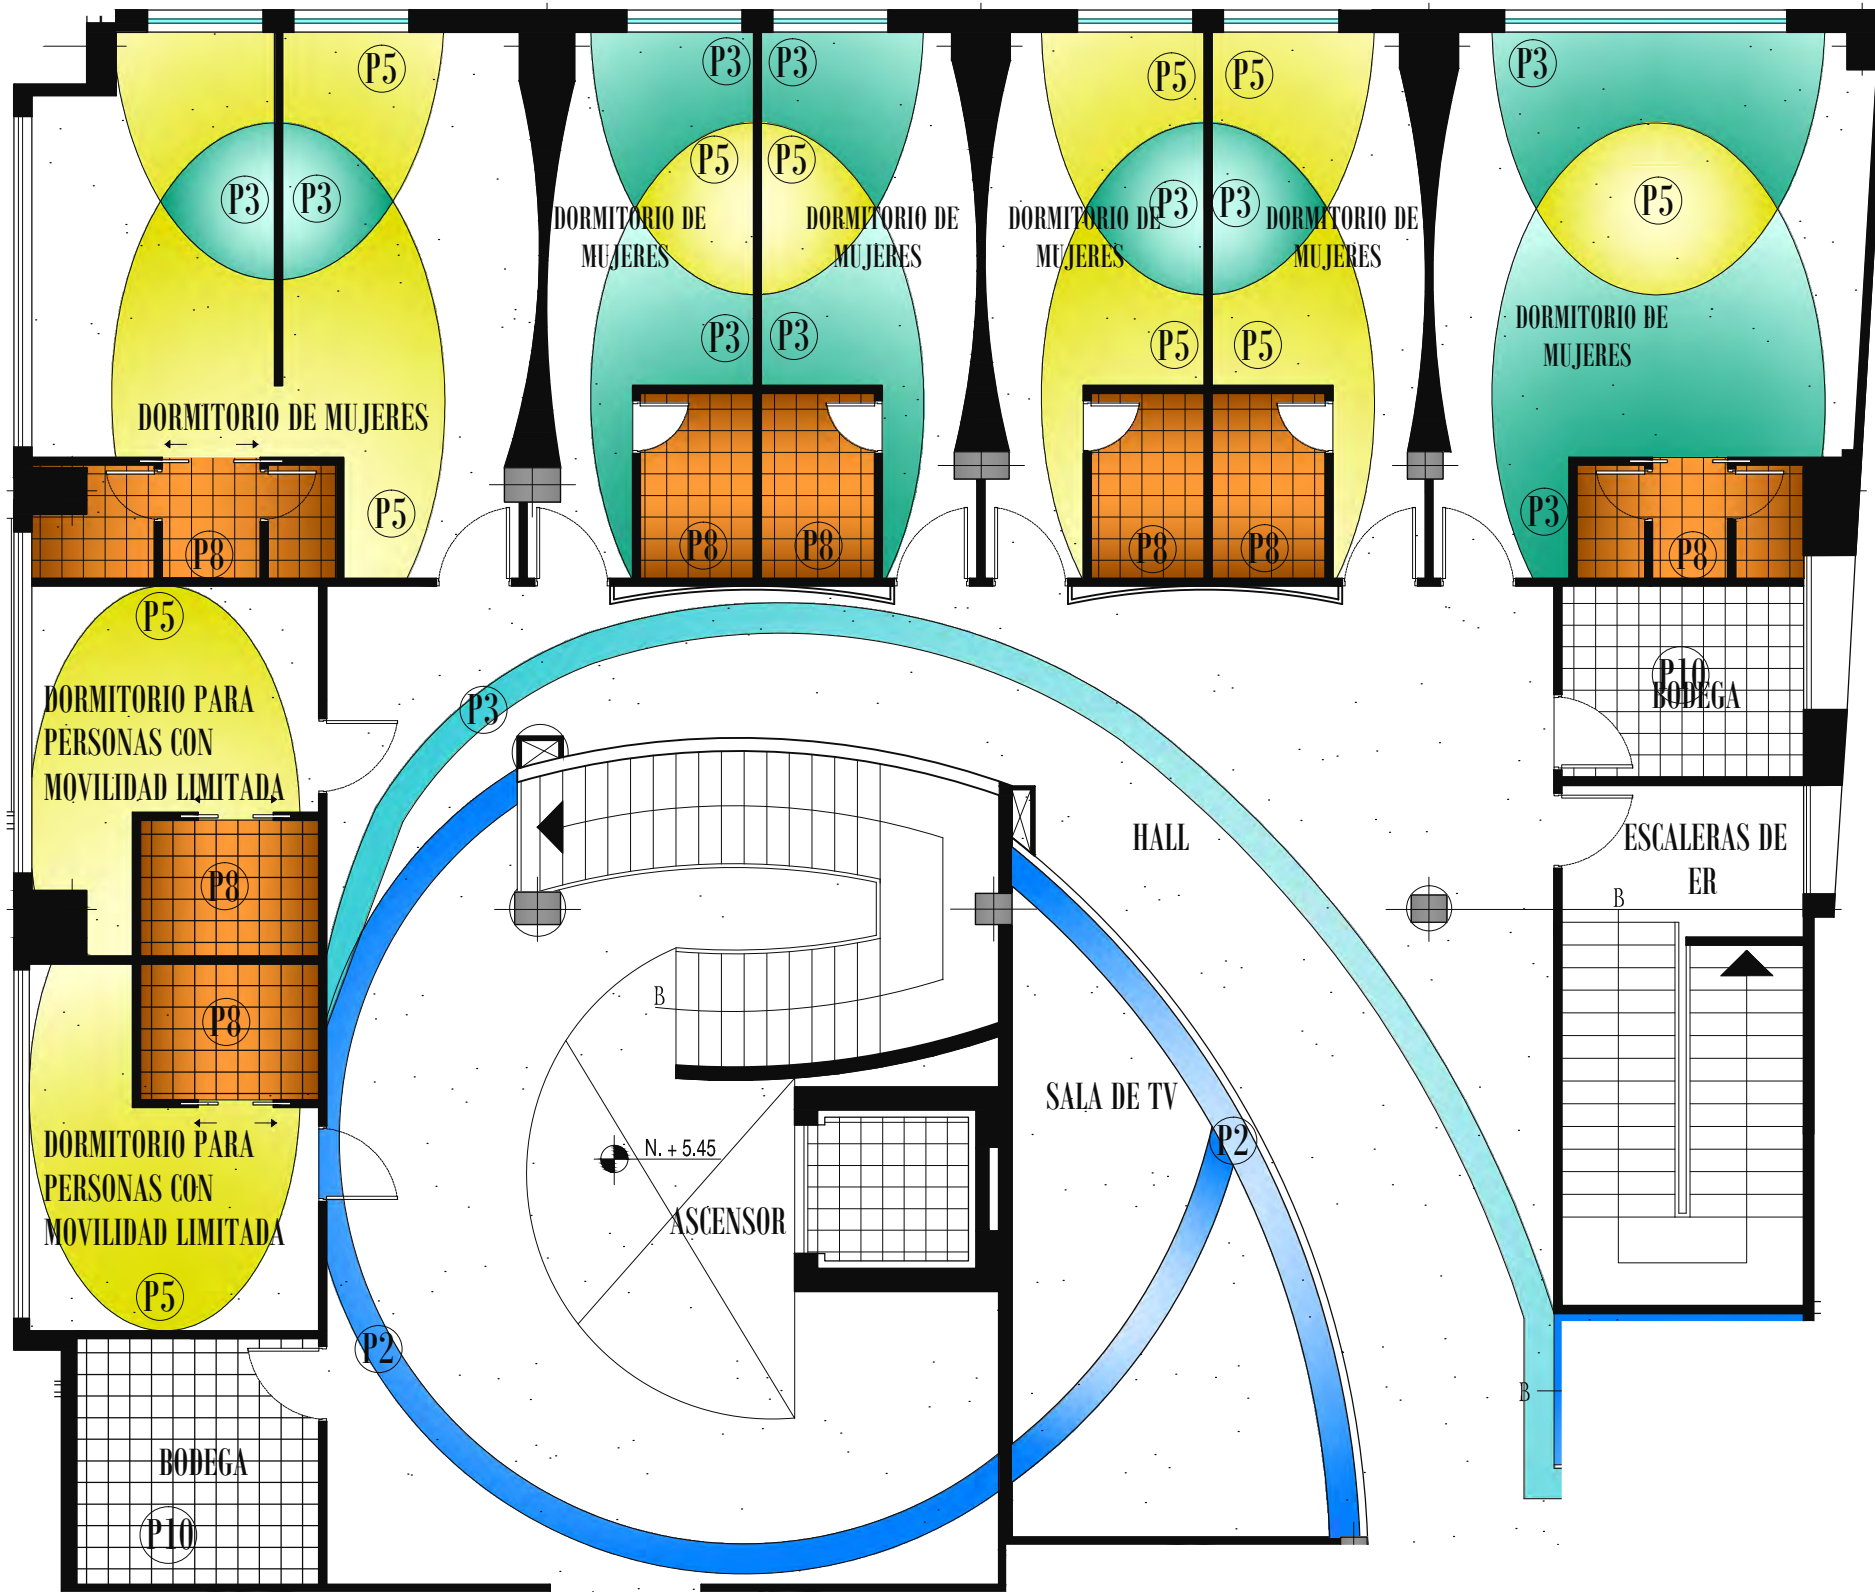 P5
P3 P3
P5 P5
P3
P5 P5
P3 P3
P3 P3
P5
DORMITORIO DE
MUJERES
DORMITORIO DE
MUJERES
DORMITORIO DE
MUJERES
DORMITORIO DE
MUJERES
DORMITORIO DE
MUJERES
P3 P3
P5 P5
DORMITORIO DE MUJERES
P5
P3
P8
P8 P8
P8 P8
P8
P5
DORMITORIO PARA
PERSONAS CON
MOVILIDAD LIMITADA
P3
P10
BODEGA
HALL
ESCALERAS DE
ER
P8
B
B
P8
SALA DE TV
P2
DORMITORIO PARA
PERSONAS CON
MOVILIDAD LIMITADA
N. + 5.45
ASCENSOR
P5
P2
B
BODEGA
P10